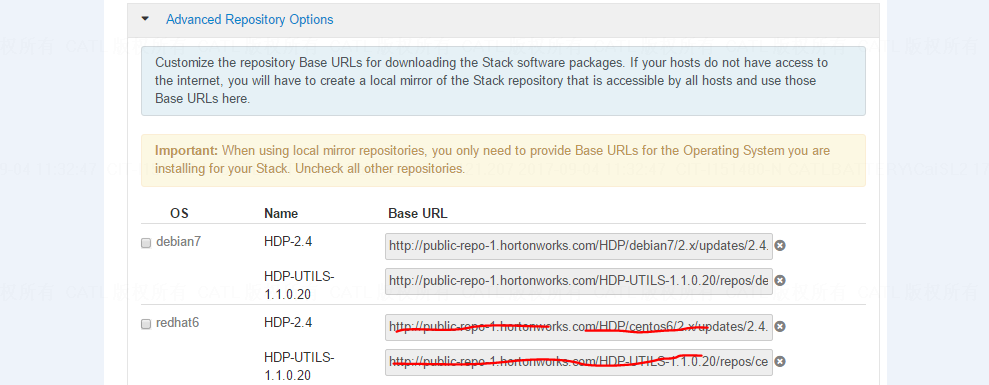 Advanced Repository Options
Customize the repository Base URLs for downloading the Stack software packages. If your hosts do not have access to
the internet, you will have to create a local mirror of the Stack repository that is accessible by all hosts and use those
Base URLs here.
Important: When using local mirror repositories, you only need to provide Base URLs for the Operating System you are
installing for your Stack. Uncheck all other repositories.
OS Name Base URL
debian7 HDP-2.4 http://public-repo-1.hortonworks.com/HDP/debian7/2.x/updates/2.4.
HDP-UTILS- http://public-repo-1.hortonworks.com/HDP-UTILS-1.1.0.20/repos/de
1.1.0.20
redhat6 HDP-2.4 http://public-repo-1.hortonworks.com/HDP/centos6/2.x/updates/2.4.
HDP-UTILS- http://public-repo-1.hortonworks.com/HDP-UTILS-1.1.0.20/repos/ce
1.1.0.20